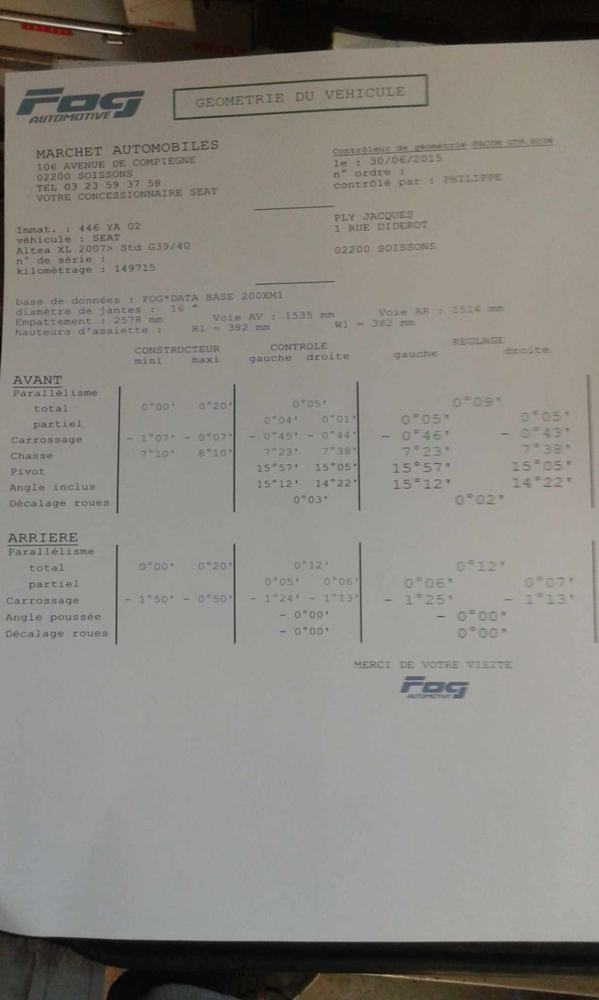 Fog
AUTOMOTIVE
GEOMETRIE DU VEHICULE
MARCHET AUTOMOBILES
106 AVENUE DE COMPIEGNE
02200 SOISSONS
TEL 03 23 59 37 58
VOTRE CONCESSIONNAIRE SEAT
Contrôleur de géométrie
le : 30/06/2015
n° ordre :
contrôlé par : PHILIPPE
Immat. : 446 YA 02
véhicule : SEAT
Altea XL 2007> Std G39/40
n° de série :
kilométrage : 149715
PLY JACQUES
1 RUE DIDEROT
02200 SOISSONS
base de données : FOG*DATA BASE 200XM1
diamètre de jantes : 16 "
Empattement : 2578 mm Voie AV : 1535 mm Voie AR : 1514 mm
hauteurs d'assiette : R1 = 382 mm W1 = 382 mm
CONSTRUCTEUR CONTROLE REGLAGE
mini maxi gauche droite gauche droite
AVANT
Parallélisme
total 0°00' 0°20' 0°05' 0°09'
partiel 0°04' 0°01' 0°05' 0°05'
Carrossage - 1°07' - 0°07' - 0°45' - 0°44' - 0°46' - 0°43'
Chasse 7°10' 8°10' 7°23' 7°38' 7°23' 7°38'
Pivot 15°57' 15°05' 15°57' 15°05'
Angle inclus 15°12' 14°22' 15°12' 14°22'
Décalage roues 0°03' 0°02'
ARRIERE
Parallélisme
total 0°00' 0°20' 0°12' 0°12'
partiel 0°05' 0°06' 0°06' 0°07'
Carrossage - 1°50' - 0°50' - 1°24' - 1°13' - 1°25' - 1°13'
Angle poussée - 0°00' - 0°00'
Décalage roues - 0°00' 0°00'
MERCI DE VOTRE VISITE
Fog
AUTOMOTIVE